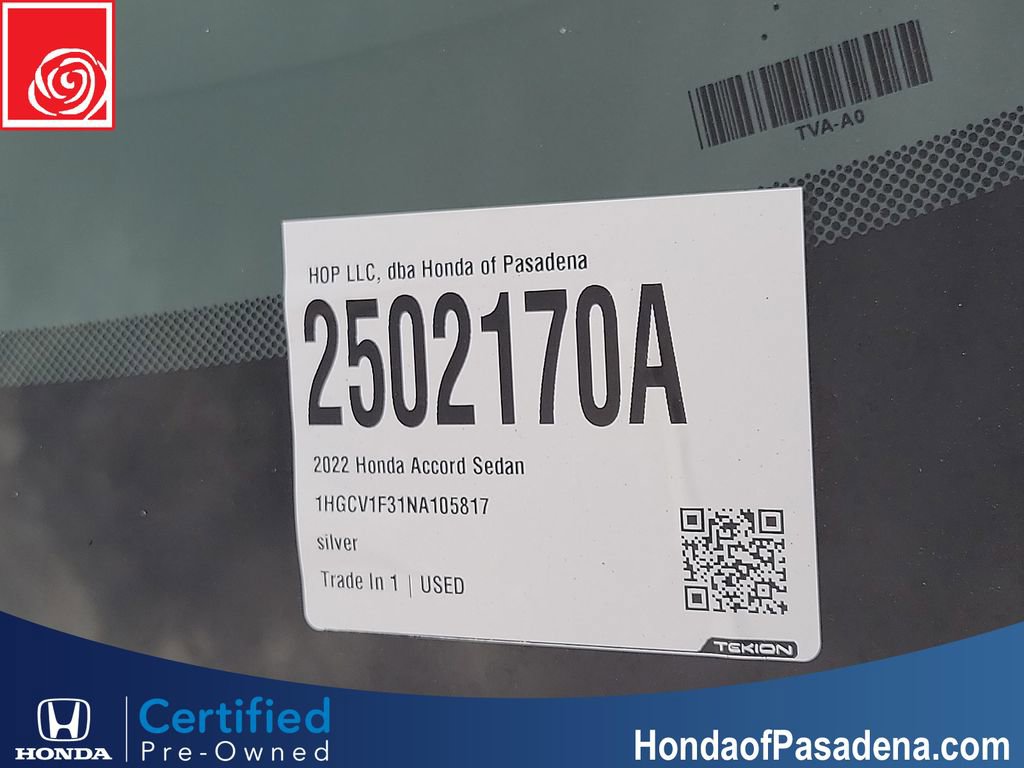 TVA-A0
HOP LLC, dba Honda of Pasadena
2502170A
2022 Honda Accord Sedan
1HGCV1F31NA105817
silver
Trade In 1 | USED
TEKION
HONDA
Certified
Pre-Owned
HondaofPasadena.com